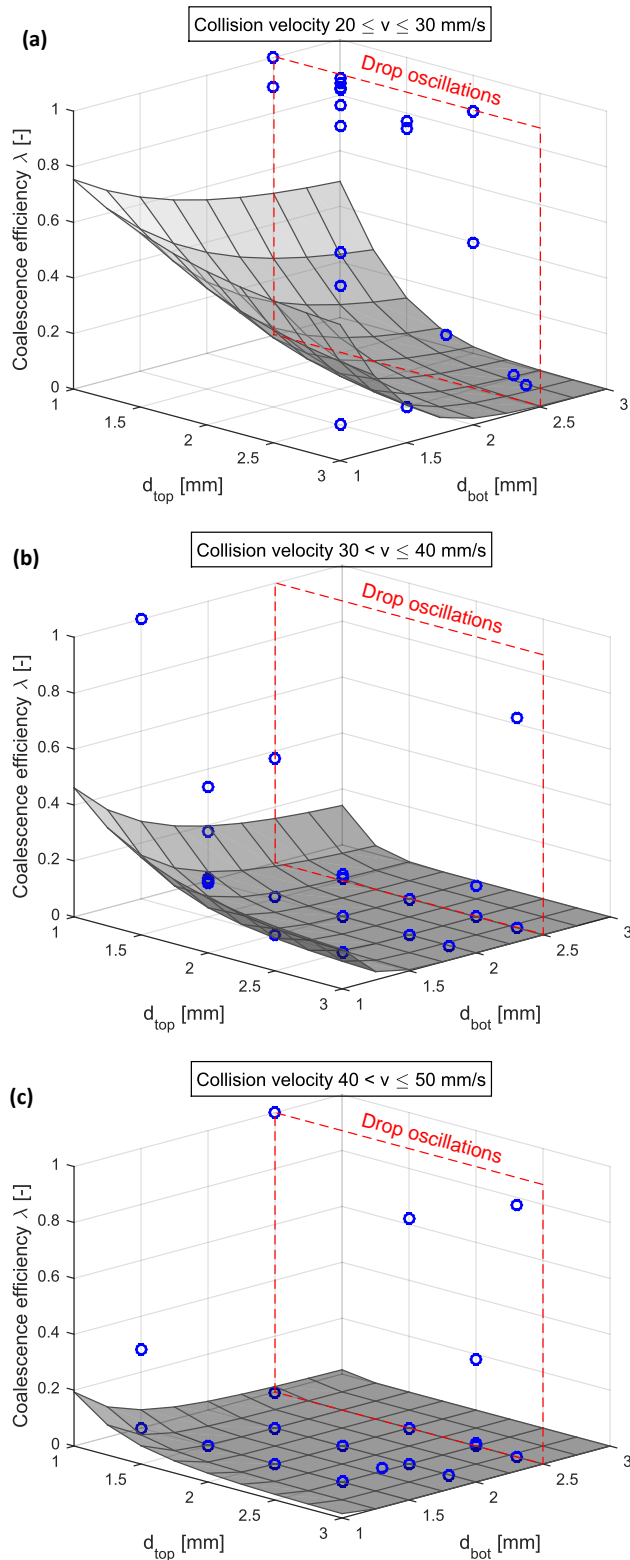 (a)
Collision velocity 20 ≤ v ≤ 30 mm/s
Drop oscillations
Coalescence efficiency λ [-]
1
0.8
0.6
0.4
0.2
0
1
1.5
2
2.5
3
d_top [mm]
1
1.5
2
2.5
3
d_bot [mm]
(b)
Collision velocity 30 < v ≤ 40 mm/s
Drop oscillations
Coalescence efficiency λ [-]
1
0.8
0.6
0.4
0.2
0
1
1.5
2
2.5
3
d_top [mm]
1
1.5
2
2.5
3
d_bot [mm]
(c)
Collision velocity 40 < v ≤ 50 mm/s
Drop oscillations
Coalescence efficiency λ [-]
1
0.8
0.6
0.4
0.2
0
1
1.5
2
2.5
3
d_top [mm]
1
1.5
2
2.5
3
d_bot [mm]